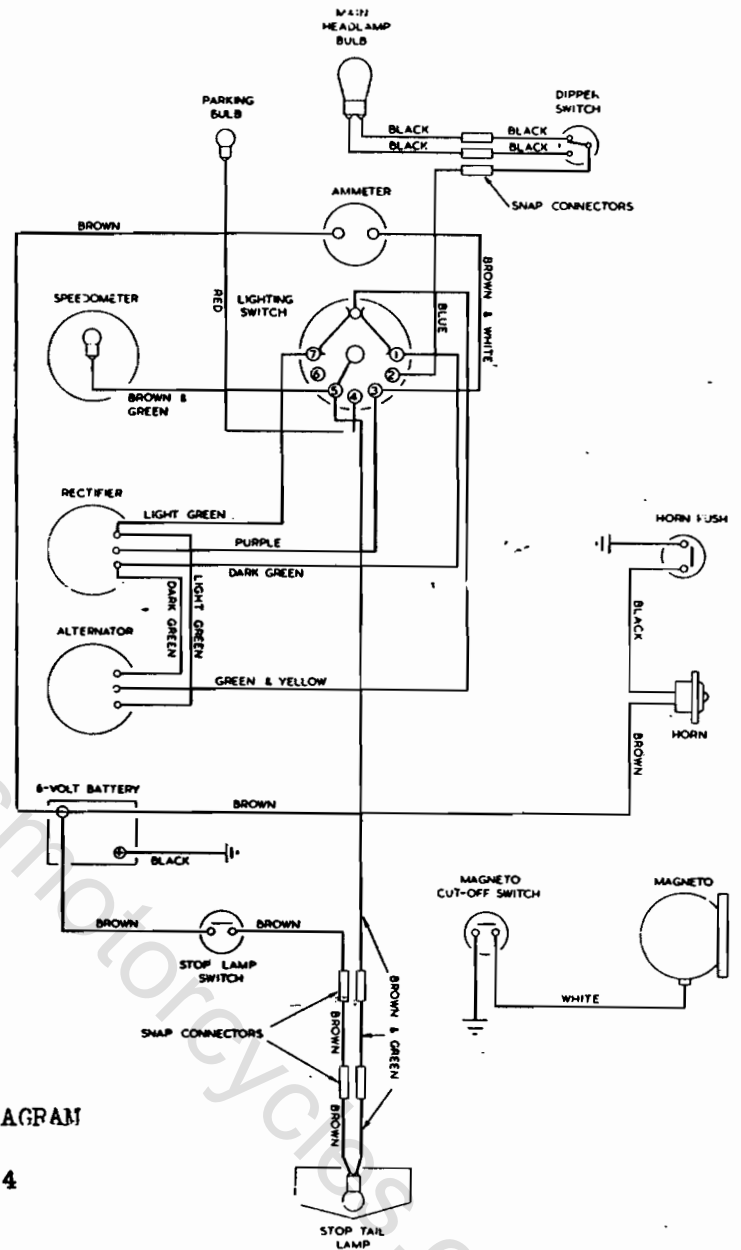 MAIN
HEADLAMP
BULB
DIPPER
SWITCH
PARKING
BULB
BLACK
BLACK
BLACK
BLACK
SNAP CONNECTORS
AMMETER
BROWN
BROWN & WHITE
RED
BLUE
SPEEDOMETER
LIGHTING
SWITCH
7
1
6
2
5
4
3
BROWN &
GREEN
RECTIFIER
LIGHT GREEN
PURPLE
DARK GREEN
HORN PUSH
LIGHT GREEN
DARK GREEN
BLACK
ALTERNATOR
GREEN & YELLOW
HORN
BROWN
6-VOLT BATTERY
BROWN
BLACK
MAGNETO
CUT-OFF SWITCH
MAGNETO
BROWN
BROWN
STOP LAMP
SWITCH
WHITE
SNAP CONNECTORS
BROWN
BROWN & GREEN
BROWN
AGRAM
4
STOP TAIL
LAMP
smotorcycles.